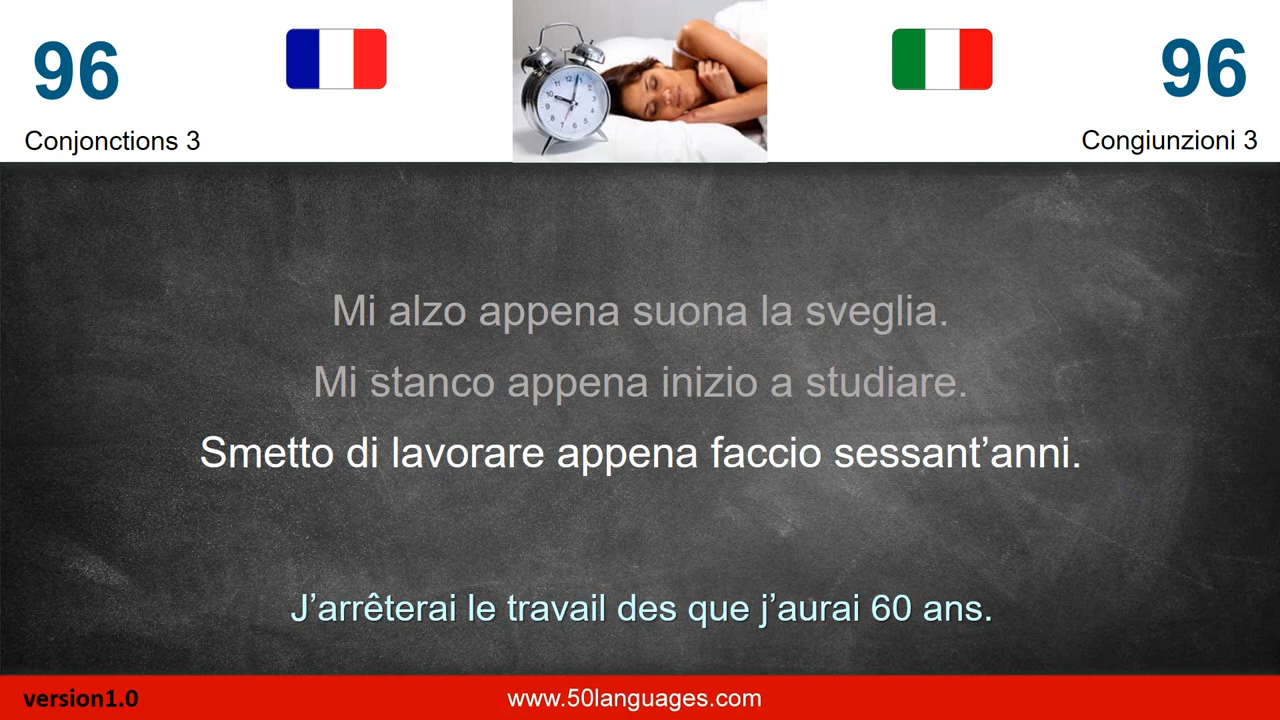 96
96
Conjonctions 3
Congiunzioni 3
Mi alzo appena suona la sveglia.
Mi stanco appena inizio a studiare.
Smetto di lavorare appena faccio sessant’anni.
J’arrêterai le travail des que j’aurai 60 ans.
version1.0
www.50languages.com